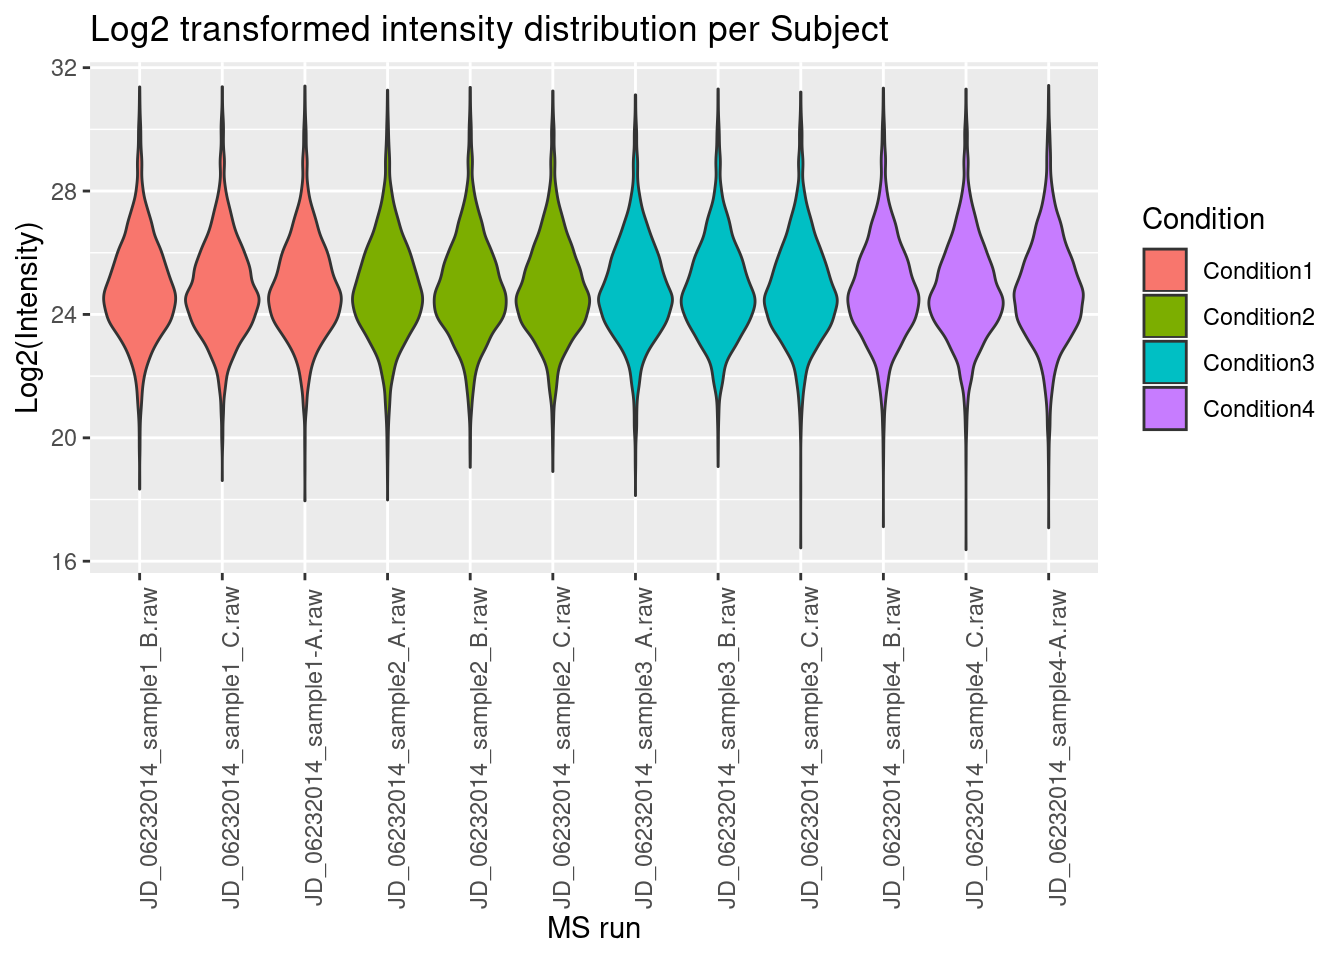 Log2 transformed intensity distribution per Subject
Log2(Intensity)
32
28
24
20
16
JD_06232014_sample1_B.raw
JD_06232014_sample1_C.raw
JD_06232014_sample1-A.raw
JD_06232014_sample2_A.raw
JD_06232014_sample2_B.raw
JD_06232014_sample2_C.raw
JD_06232014_sample3_A.raw
JD_06232014_sample3_B.raw
JD_06232014_sample3_C.raw
JD_06232014_sample4_B.raw
JD_06232014_sample4_C.raw
JD_06232014_sample4-A.raw
MS run
Condition
Condition1
Condition2
Condition3
Condition4